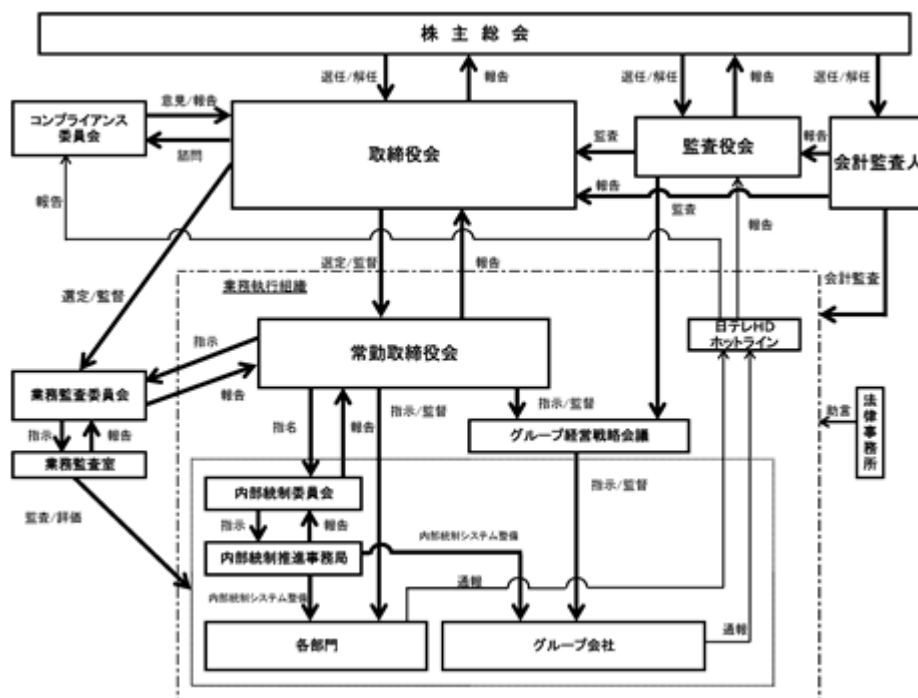 株主総会
選任/解任
報告
選任/解任
報告
選任/解任
コンプライアンス
委員会
意見/報告
諮問
取締役会
監査
監査役会
報告
会計監査人
報告
報告
監査
報告
選定/監督
選定/監督
報告
会計監査
業務執行組織
日テレHD
ホットライン
常勤取締役会
指示
報告
業務監査委員会
指示
報告
業務監査室
監査/評価
指名
報告
指示/監督
指示/監督
グループ経営戦略会議
助言
法律事務所
指示/監督
内部統制委員会
指示
報告
内部統制推進事務局
内部統制システム整備
内部統制システム整備
通報
各部門
グループ会社
通報